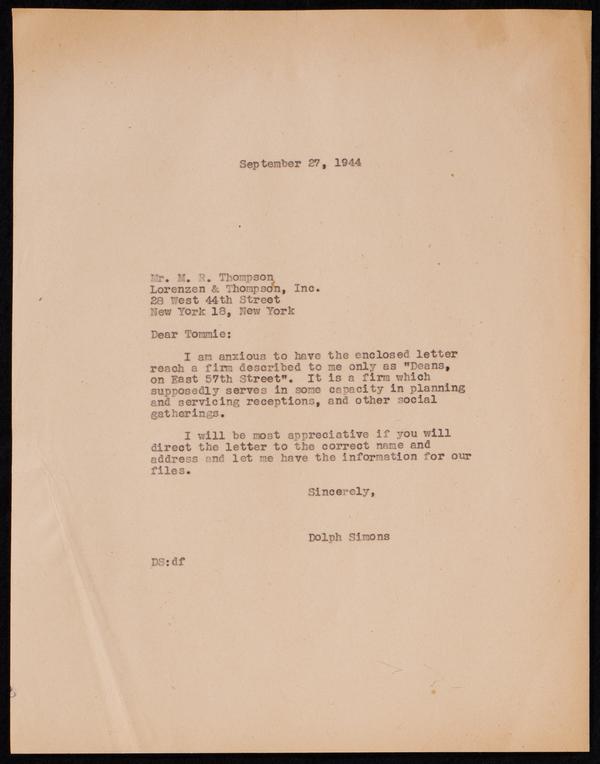 September 27, 1944
Mr. M. R. Thompson
Lorenzen & Thompson, Inc.
28 West 44th Street
New York 18, New York
Dear Tommie:
I am anxious to have the enclosed letter
reach a firm described to me only as "Deans,
on East 57th Street". It is a firm which
supposedly serves in some capacity in planning
and servicing receptions, and other social
gatherings.
I will be most appreciative if you will
direct the letter to the correct name and
address and let me have the information for our
files.
Sincerely,
Dolph Simons
DS:df